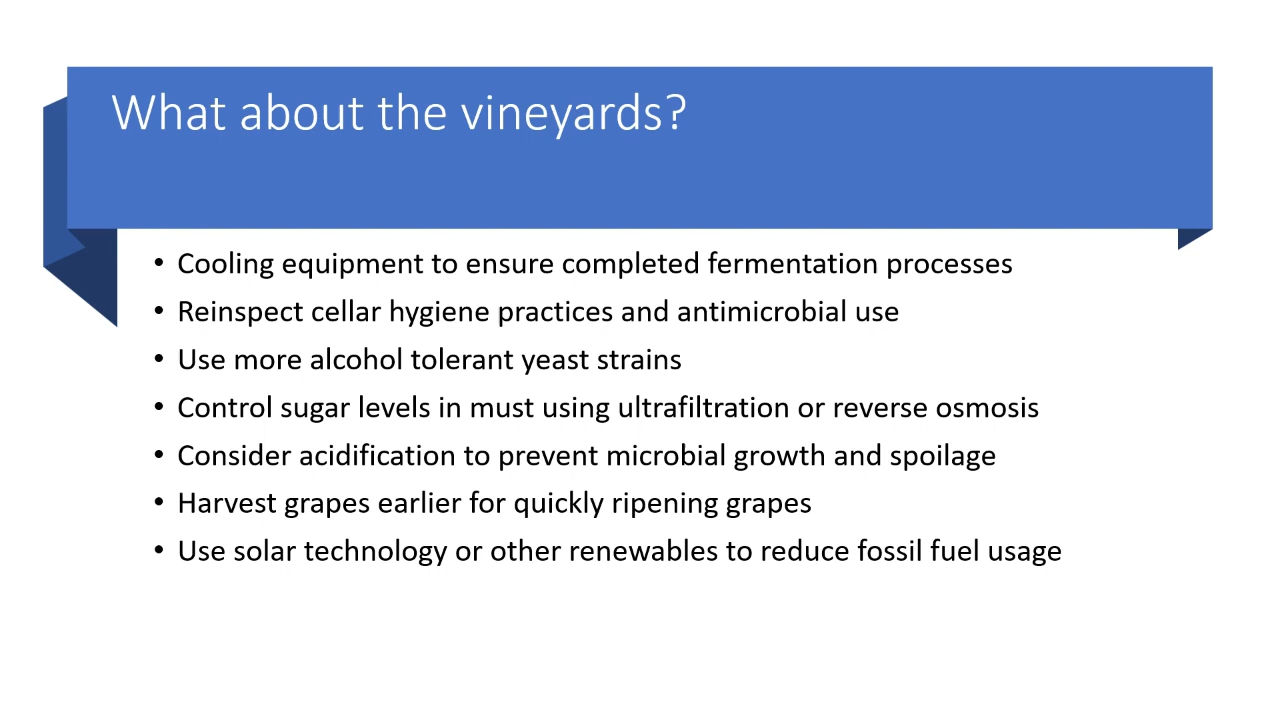 What about the vineyards?
• Cooling equipment to ensure completed fermentation processes
• Reinspect cellar hygiene practices and antimicrobial use
• Use more alcohol tolerant yeast strains
• Control sugar levels in must using ultrafiltration or reverse osmosis
• Consider acidification to prevent microbial growth and spoilage
• Harvest grapes earlier for quickly ripening grapes
• Use solar technology or other renewables to reduce fossil fuel usage